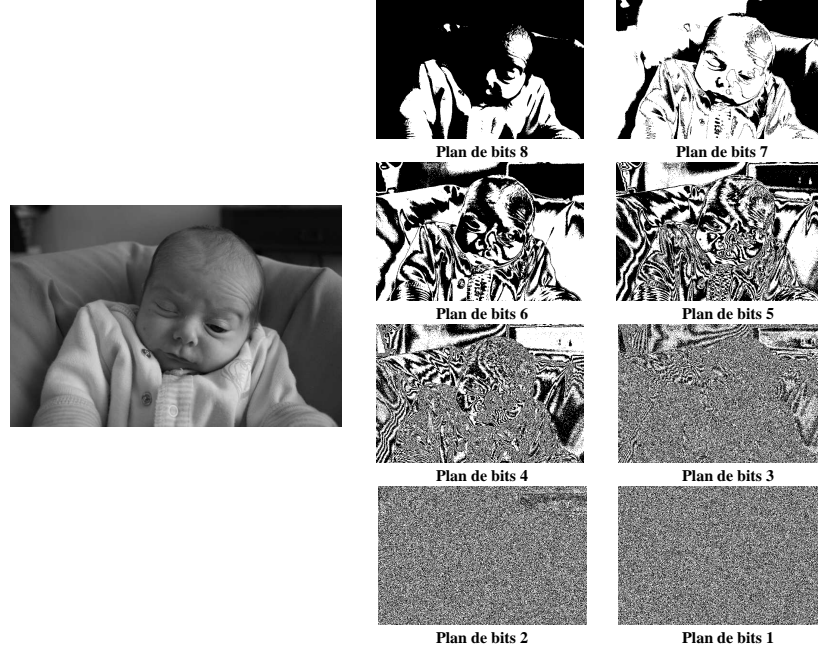 Plan de bits 8
Plan de bits 7
Plan de bits 6
Plan de bits 5
Plan de bits 4
Plan de bits 3
Plan de bits 2
Plan de bits 1